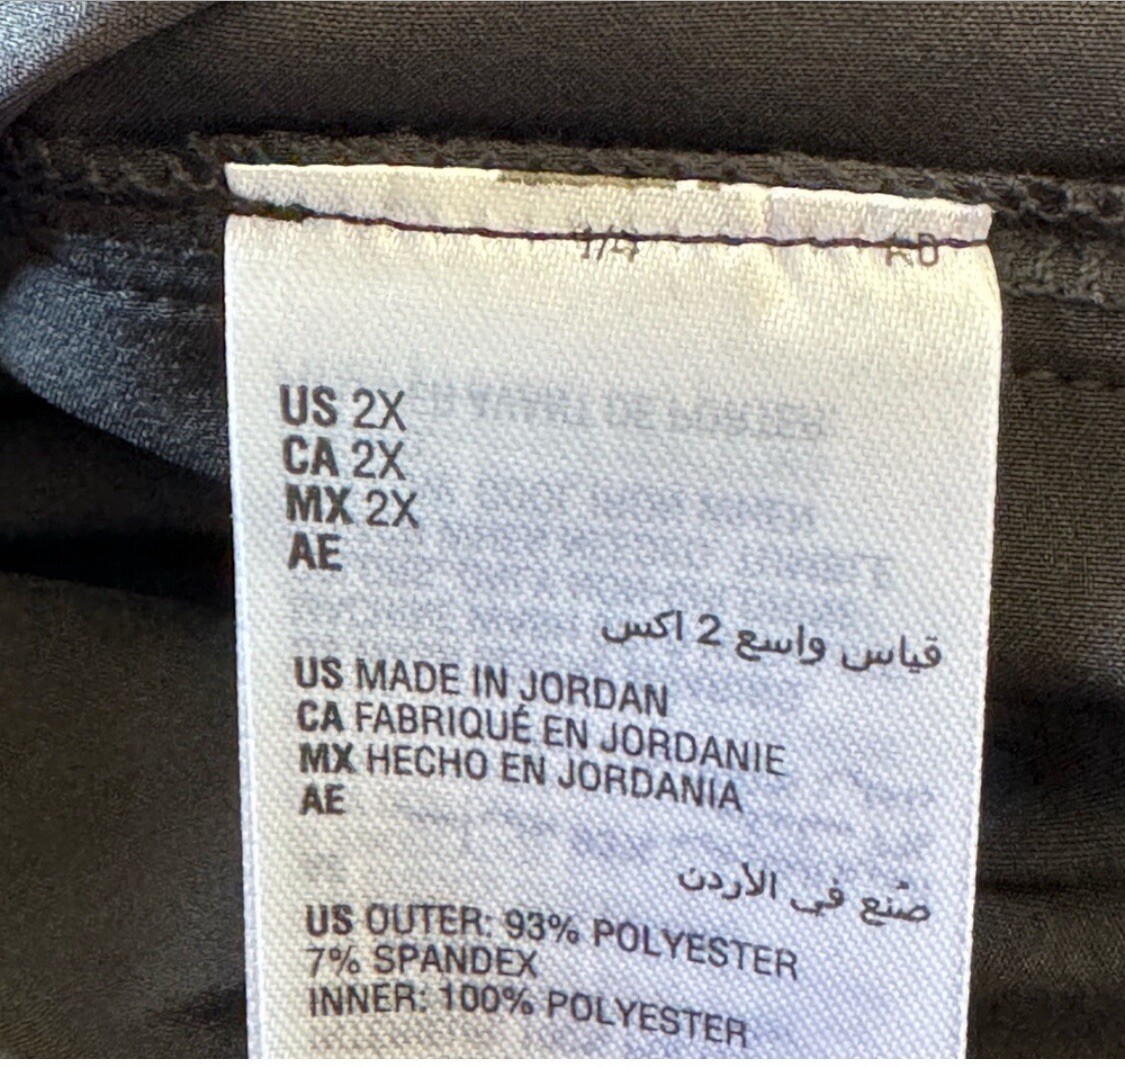 US 2X
CA 2X
MX 2X
AE
قياس واسع 2 اكس
US MADE IN JORDAN
CA FABRIQUÉ EN JORDANIE
MX HECHO EN JORDANIA
AE
صُنع في الأردن
US OUTER: 93% POLYESTER
7% SPANDEX
INNER: 100% POLYESTER